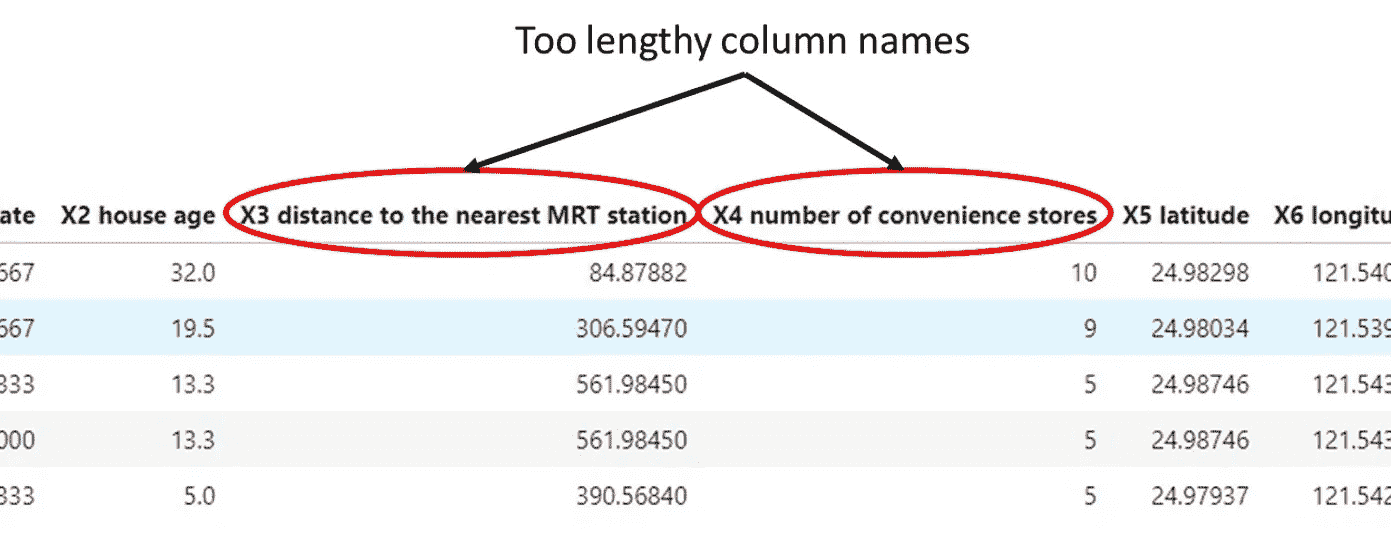 Too lengthy column names
ate X2 house age X3 distance to the nearest MRT station X4 number of convenience stores X5 latitude X6 longitu
667 32.0 84.87882 10 24.98298 121.540
667 19.5 306.59470 9 24.98034 121.539
333 13.3 561.98450 5 24.98746 121.543
000 13.3 561.98450 5 24.98746 121.543
333 5.0 390.56840 5 24.97937 121.542